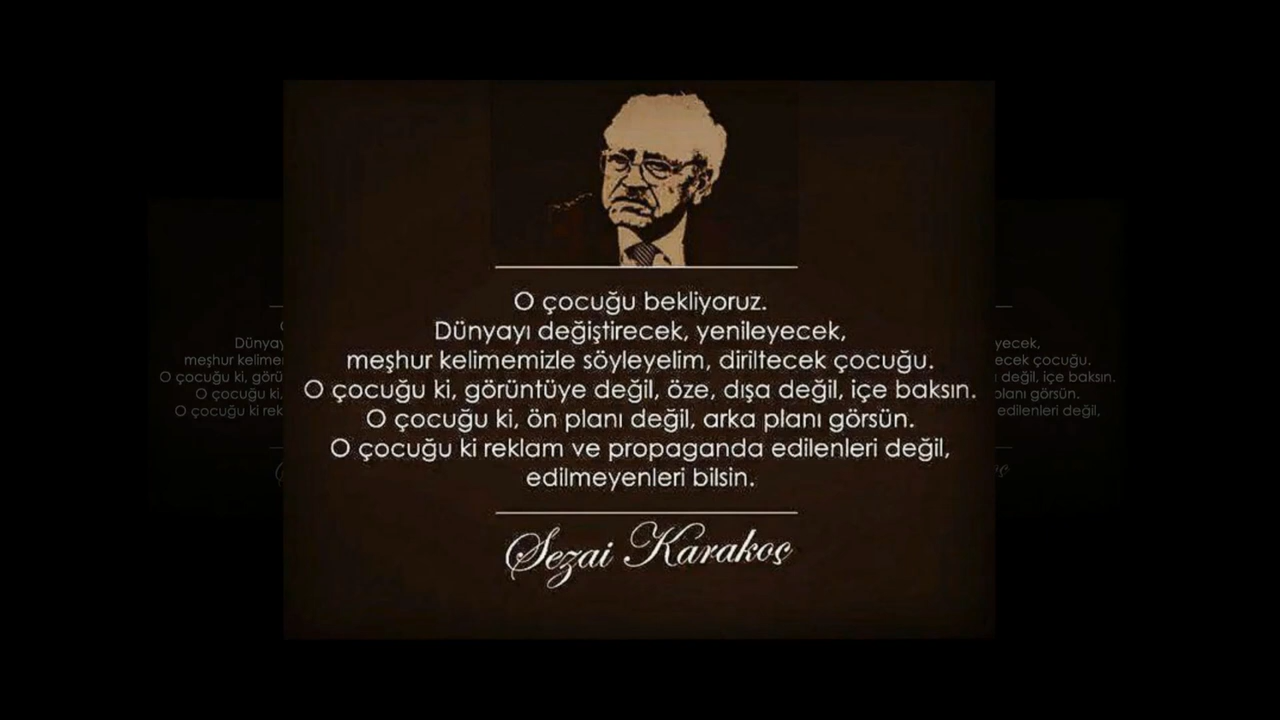 O çocuğu bekliyoruz.
Dünyayı değiştirecek, yenileyecek,
meşhur kelimemizle söyleyelim, diriltecek çocuğu.
O çocuğu ki, görüntüye değil, öze, dışa değil, içe baksın.
O çocuğu ki, ön planı değil, arka planı görsün.
O çocuğu ki reklam ve propaganda edilenleri değil,
edilmeyenleri bilsin.
Sezai Karakoç